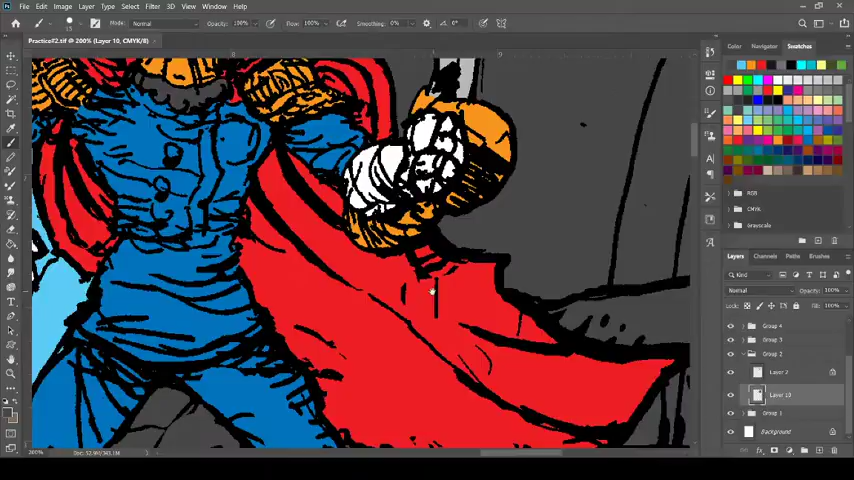 File Edit Image Layer Type Select Filter 3D View Window Help
Mode: Normal Opacity: 100% Flow: 100% Smoothing: 0% 0°
Practice#2.tif @ 200% (Layer 10, CMYK/8)
Color Navigator Swatches
RGB
CMYK
Grayscale
Layers Channels Paths Brushes
Kind
Normal Opacity: 100%
Lock: Fill: 100%
Group 4
Group 3
Group 2
Layer 2
Layer 10
Group 1
Background